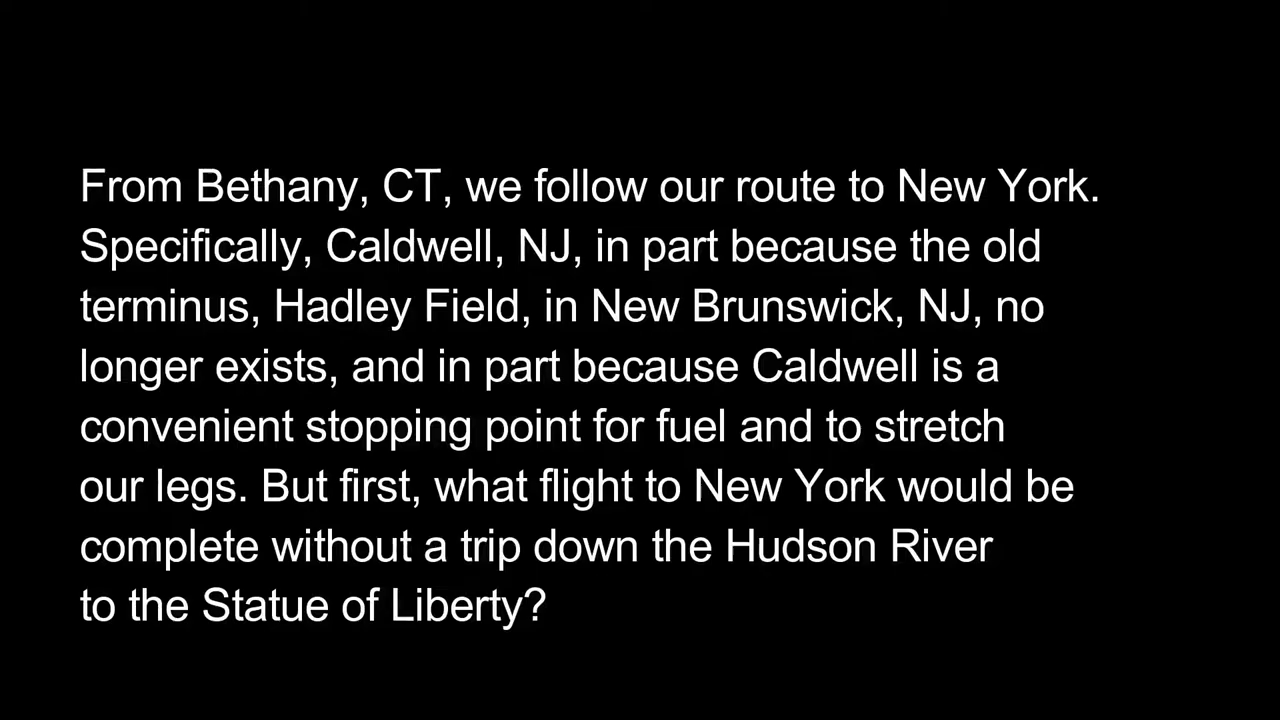 From Bethany, CT, we follow our route to New York.
Specifically, Caldwell, NJ, in part because the old
terminus, Hadley Field, in New Brunswick, NJ, no
longer exists, and in part because Caldwell is a
convenient stopping point for fuel and to stretch
our legs. But first, what flight to New York would be
complete without a trip down the Hudson River
to the Statue of Liberty?